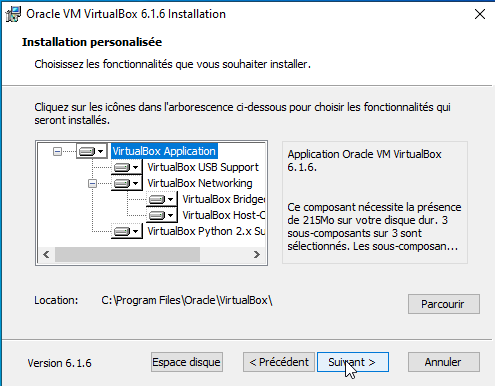 Oracle VM VirtualBox 6.1.6 Installation
Installation personalisée
Choisissez les fonctionnalités que vous souhaiter installer.
Cliquez sur les icônes dans l'arborescence ci-dessous pour choisir les fonctionnalités qui
seront installés.
VirtualBox Application
VirtualBox USB Support
VirtualBox Networking
VirtualBox Bridge
VirtualBox Host-C
VirtualBox Python 2.x Su
Application Oracle VM VirtualBox
6.1.6.
Ce composant nécessite la présence
de 215Mo sur votre disque dur. 3
sous-composants sur 3 sont
sélectionnés. Les sous-composan...
Location: C:\Program Files\Oracle\VirtualBox\
Parcourir
Version 6.1.6
Espace disque
< Précédent
Suivant >
Annuler